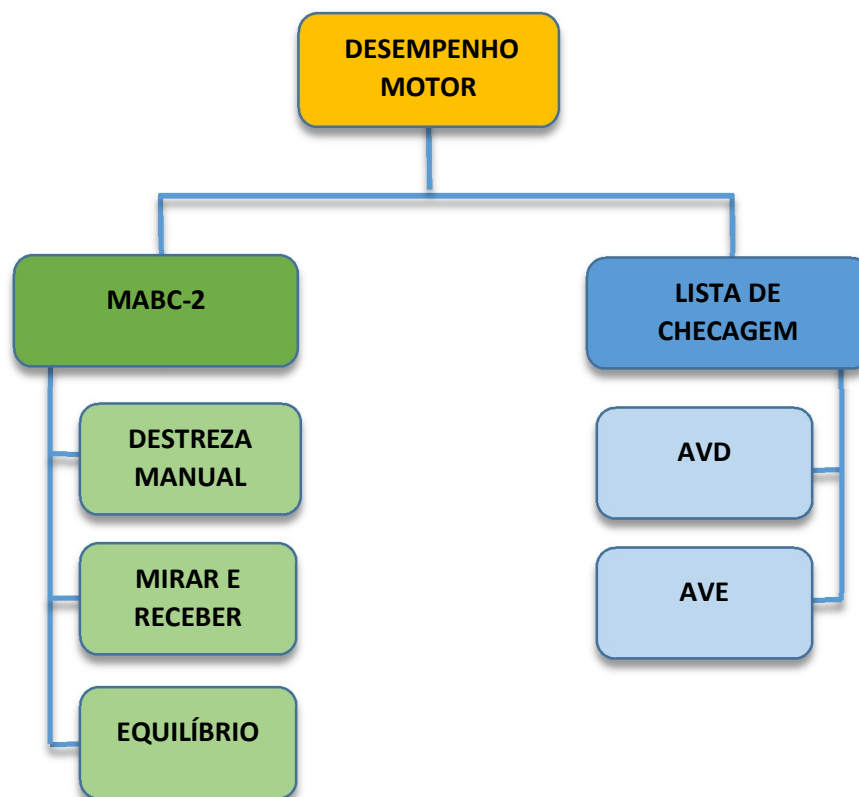 DESEMPENHO
MOTOR
MABC-2
DESTREZA
MANUAL
MIRAR E
RECEBER
EQUILÍBRIO
LISTA DE
CHECAGEM
AVD
AVE